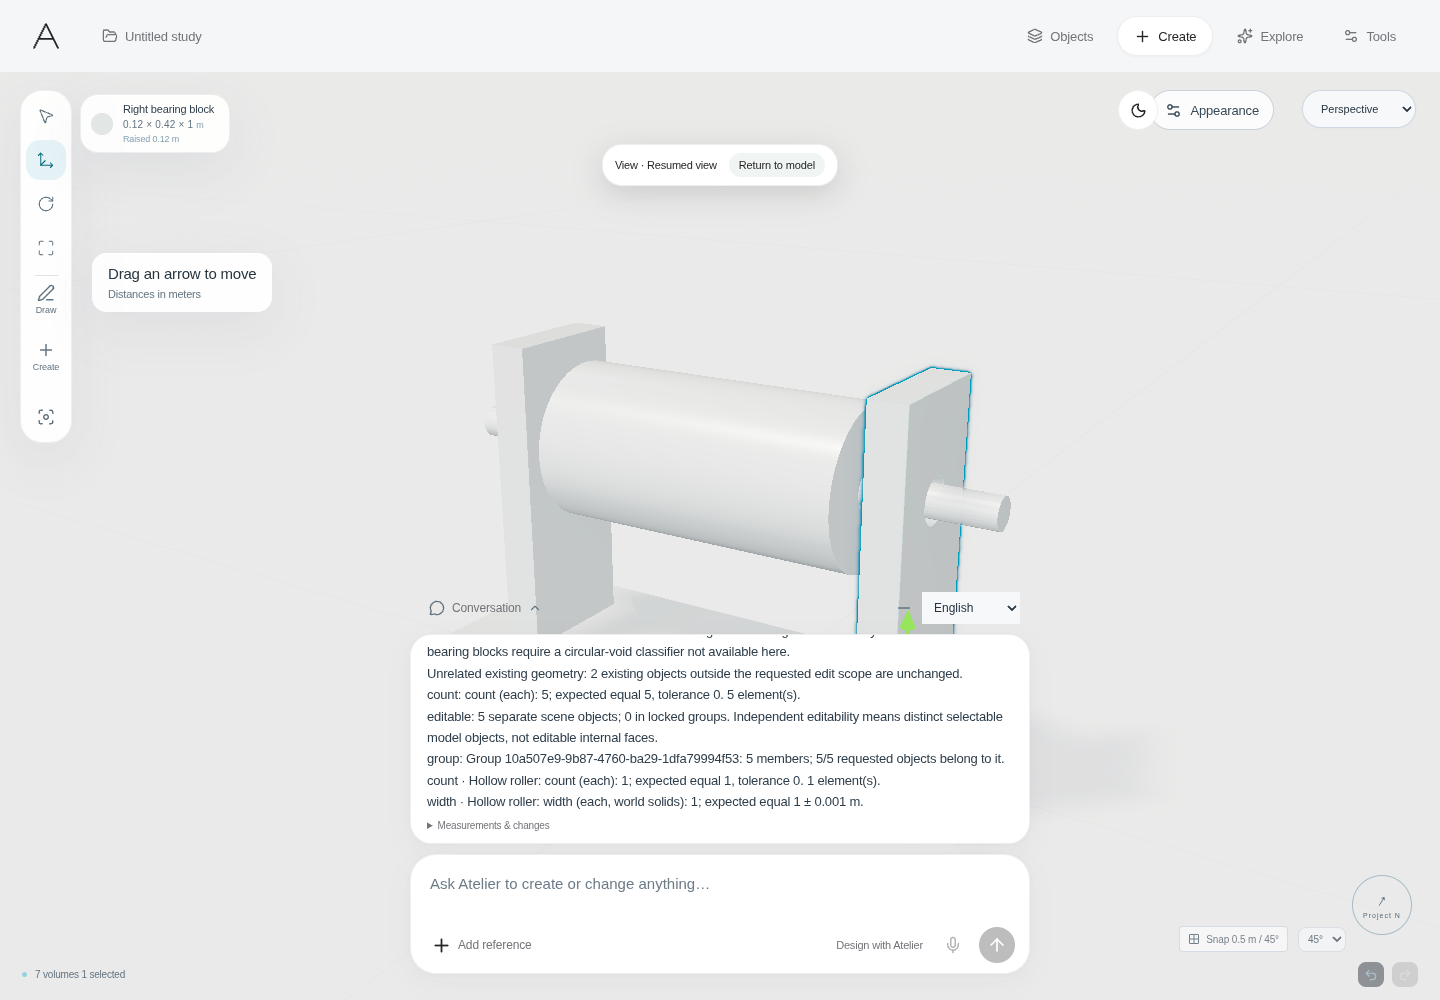 Untitled study
Objects
Create
Explore
Tools
Right bearing block
0.12 × 0.42 × 1 m
Raised 0.12 m
Appearance
Perspective
View · Resumed view
Return to model
Drag an arrow to move
Distances in meters
Draw
Create
Conversation
English
bearing blocks require a circular-void classifier not available here.
Unrelated existing geometry: 2 existing objects outside the requested edit scope are unchanged.
count: count (each): 5; expected equal 5, tolerance 0. 5 element(s).
editable: 5 separate scene objects; 0 in locked groups. Independent editability means distinct selectable
model objects, not editable internal faces.
group: Group 10a507e9-9b87-4760-ba29-1dfa79994f53: 5 members; 5/5 requested objects belong to it.
count · Hollow roller: count (each): 1; expected equal 1, tolerance 0. 1 element(s).
width · Hollow roller: width (each, world solids): 1; expected equal 1 ± 0.001 m.
Measurements & changes
Ask Atelier to create or change anything…
Add reference
Design with Atelier
Project N
Snap 0.5 m / 45°
45°
7 volumes 1 selected